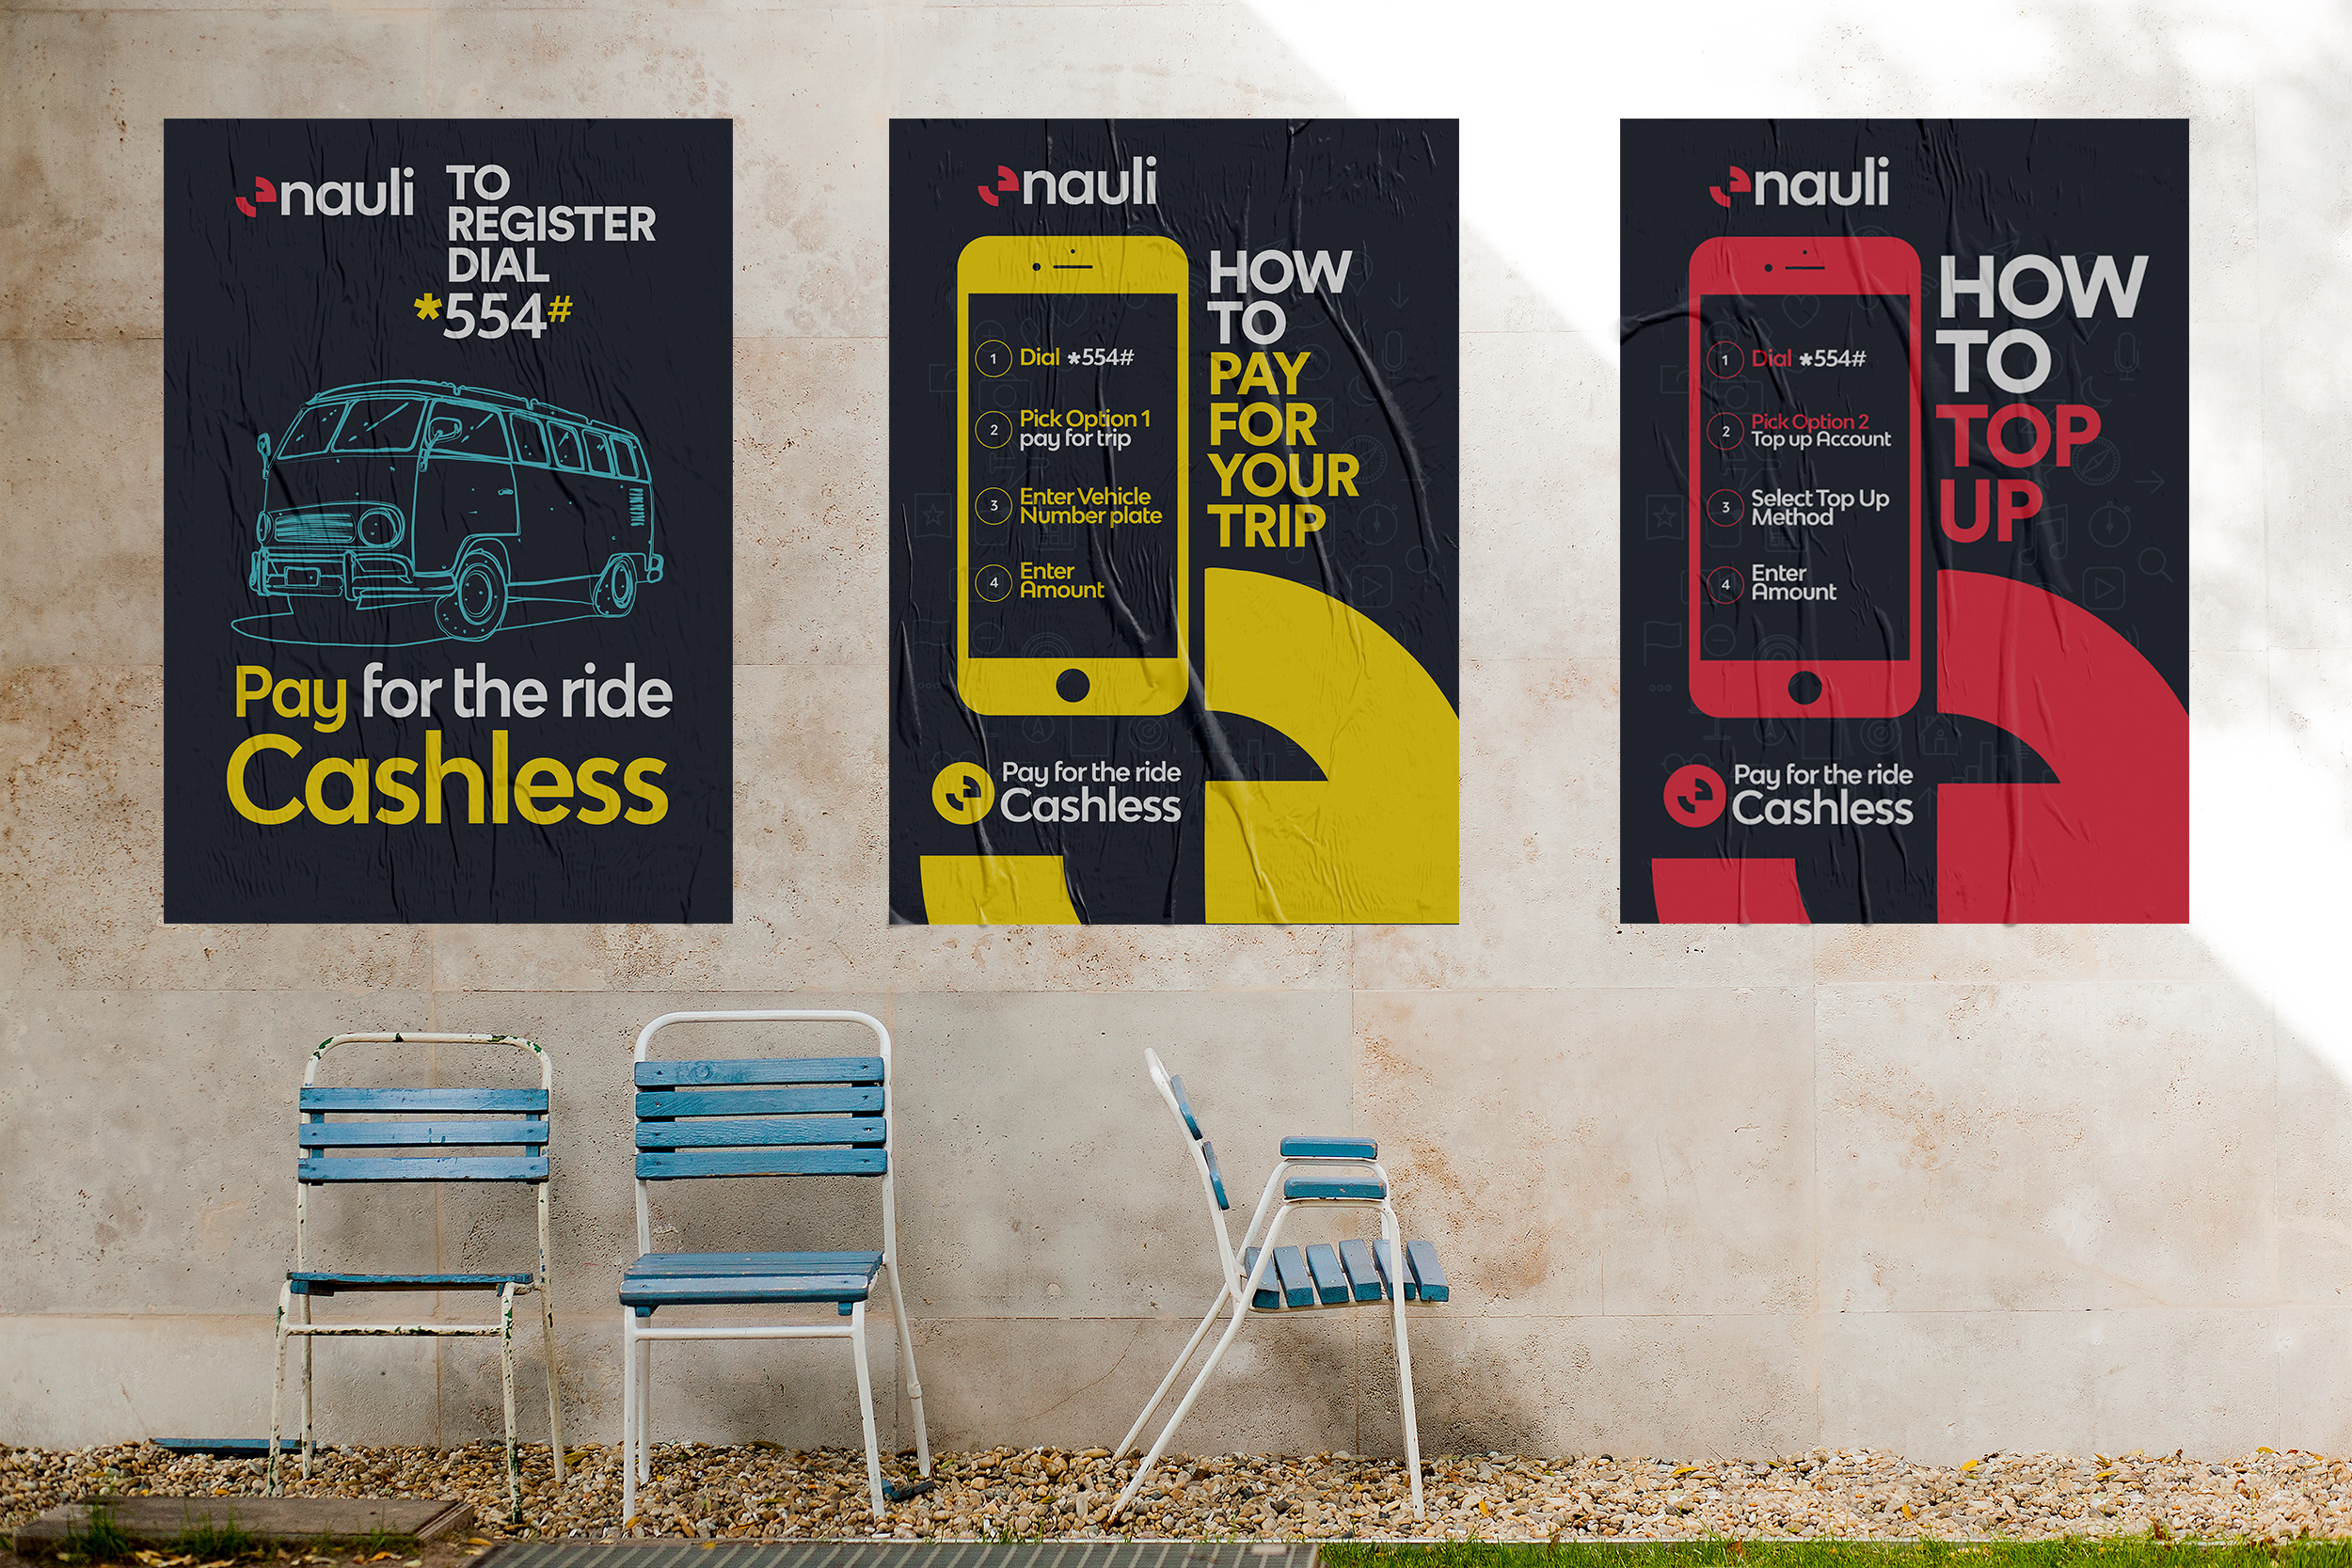 enauli
TO
REGISTER
DIAL
*554#
Pay for the ride
Cashless
enauli
HOW
TO
PAY
FOR
YOUR
TRIP
1 Dial *554#
2 Pick Option 1
pay for trip
3 Enter Vehicle
Number plate
4 Enter
Amount
Pay for the ride
Cashless
enauli
HOW
TO
TOP
UP
1 Dial *554#
2 Pick Option 2
Top up Account
3 Select Top Up
Method
4 Enter
Amount
Pay for the ride
Cashless